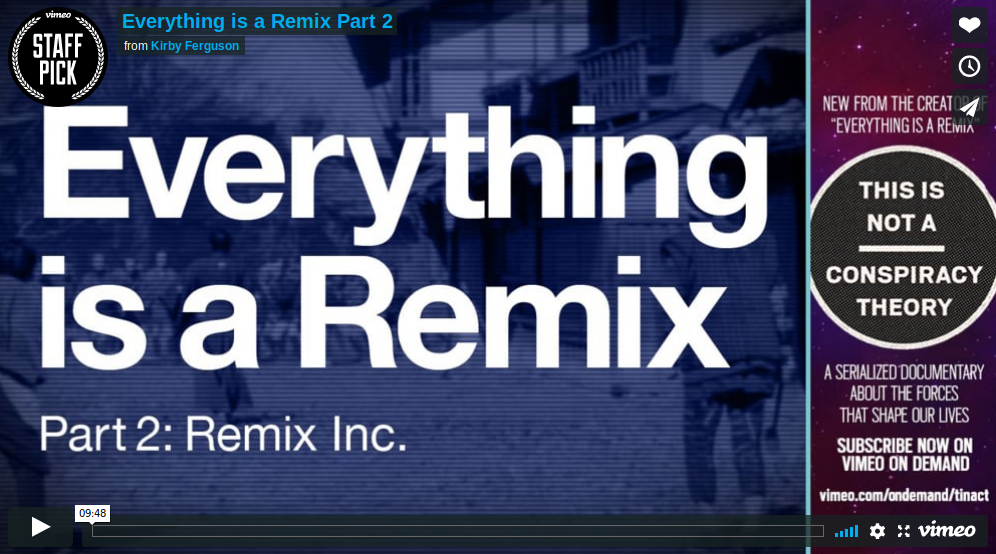 vimeo
STAFF
PICK
Everything is a Remix Part 2
from Kirby Ferguson
Everything
is a Remix
Part 2: Remix Inc.
NEW FROM THE CREATOR OF
"EVERYTHING IS A REMIX"
THIS IS
NOT A
CONSPIRACY
THEORY
A SERIALIZED DOCUMENTARY
ABOUT THE FORCES
THAT SHAPE OUR LIVES
SUBSCRIBE NOW ON
VIMEO ON DEMAND
vimeo.com/ondemand/tinact
09:48
vimeo